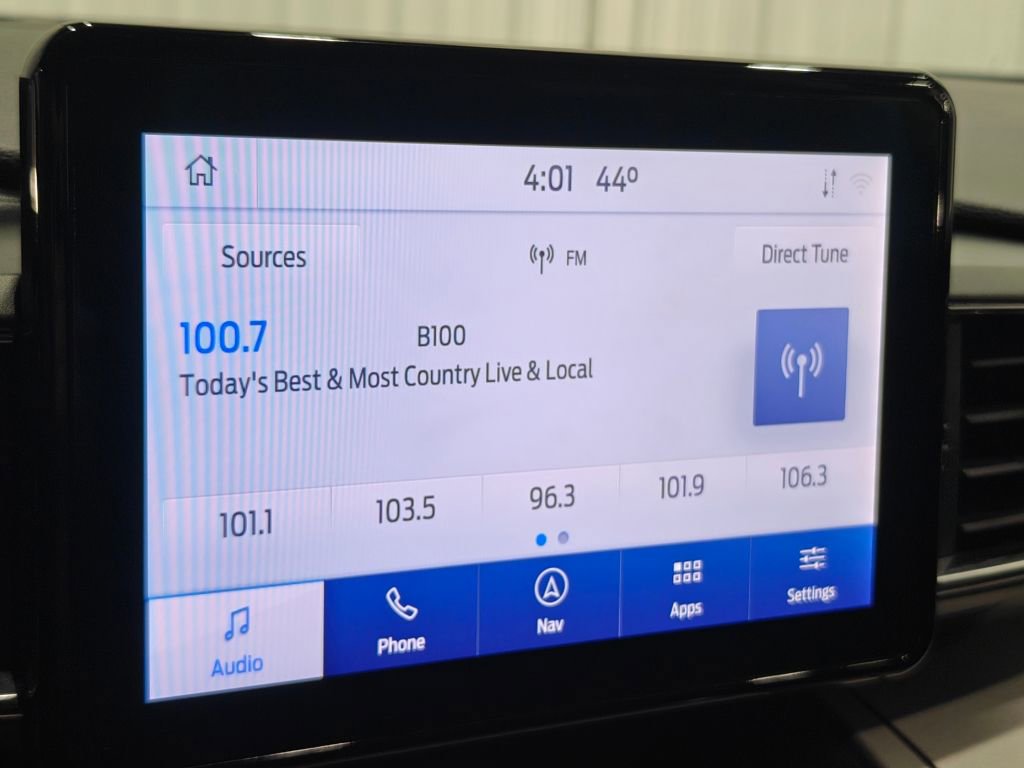 4:01 44°
Sources FM Direct Tune
100.7 B100
Today's Best & Most Country Live & Local
101.1 103.5 96.3 101.9 106.3
Audio Phone Nav Apps Settings